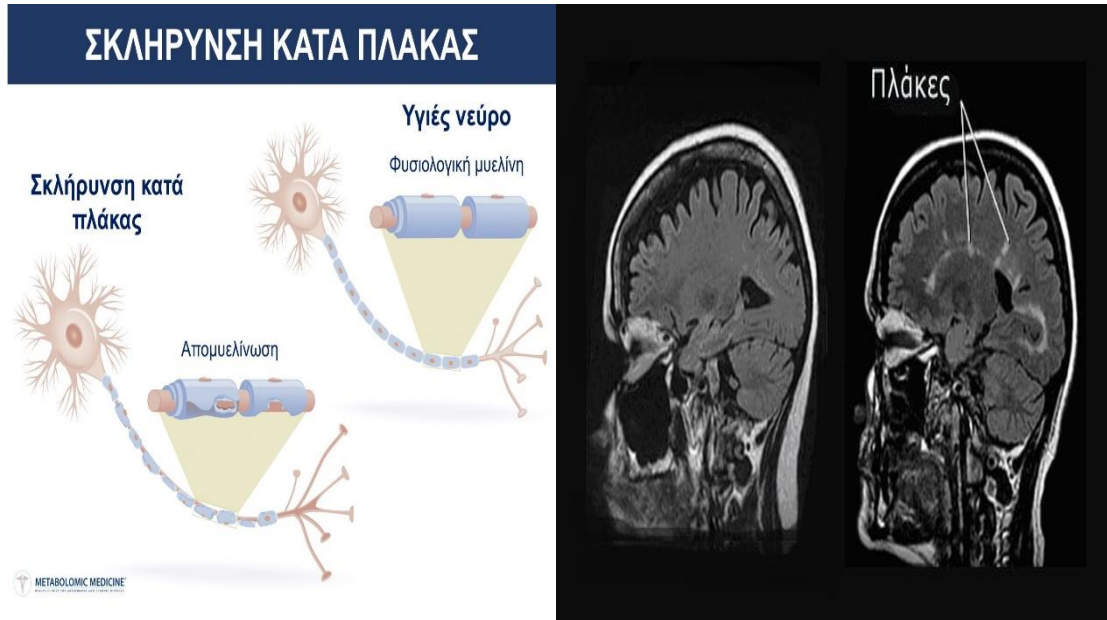 ΣΚΛΗΡΥΝΣΗ ΚΑΤΑ ΠΛΑΚΑΣ
Υγιές νεύρο
Φυσιολογική μυελίνη
Σκλήρυνση κατά
πλάκας
Απομυελίνωση
METABOLOMIC MEDICINE
Πλάκες